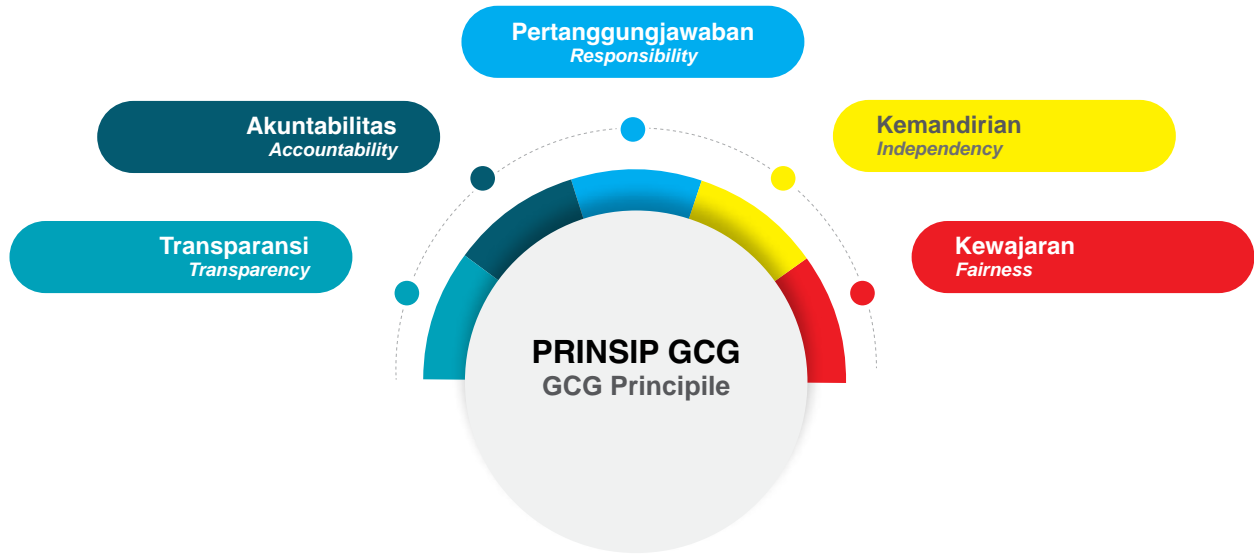 Pertanggungjawaban
Responsibility
Akuntabilitas
Accountability
Kemandirian
Independency
Transparansi
Transparency
Kewajaran
Fairness
PRINSIP GCG
GCG Principile